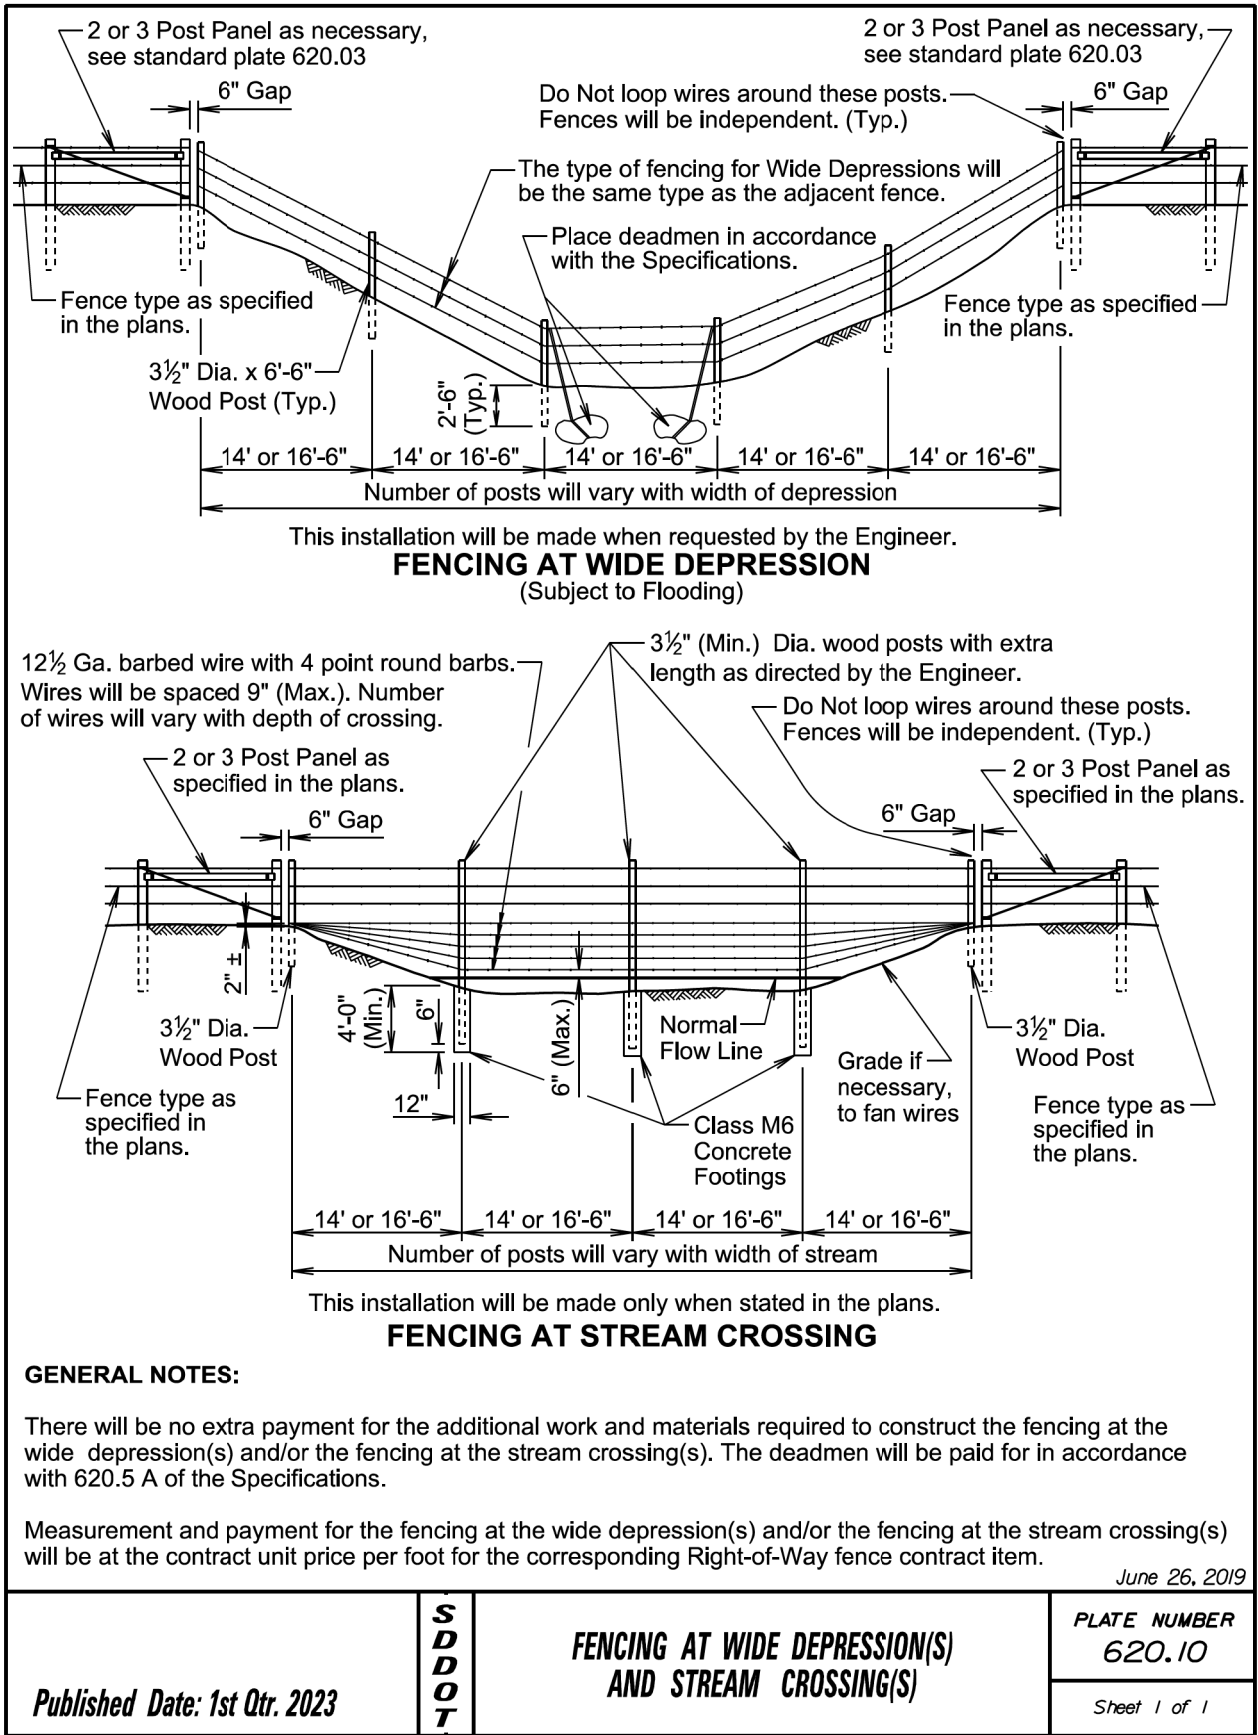 2 or 3 Post Panel as necessary,
see standard plate 620.03
2 or 3 Post Panel as necessary,
see standard plate 620.03
6" Gap
Do Not loop wires around these posts.
Fences will be independent. (Typ.)
6" Gap
The type of fencing for Wide Depressions will
be the same type as the adjacent fence.
Place deadmen in accordance
with the Specifications.
Fence type as specified
in the plans.
Fence type as specified
in the plans.
3½" Dia. x 6'-6"
Wood Post (Typ.)
2'-6"
(Typ.)
14' or 16'-6"
14' or 16'-6"
14' or 16'-6"
14' or 16'-6"
14' or 16'-6"
Number of posts will vary with width of depression
This installation will be made when requested by the Engineer.
FENCING AT WIDE DEPRESSION
(Subject to Flooding)
12½ Ga. barbed wire with 4 point round barbs.
Wires will be spaced 9" (Max.). Number
of wires will vary with depth of crossing.
3½" (Min.) Dia. wood posts with extra
length as directed by the Engineer.
Do Not loop wires around these posts.
Fences will be independent. (Typ.)
2 or 3 Post Panel as
specified in the plans.
2 or 3 Post Panel as
specified in the plans.
6" Gap
6" Gap
2" ±
3½" Dia.
Wood Post
4'-0"
(Min.)
6"
6" (Max.)
Normal
Flow Line
Grade if
necessary,
to fan wires
3½" Dia.
Wood Post
Fence type as
specified in
the plans.
12"
Class M6
Concrete
Footings
Fence type as
specified in
the plans.
14' or 16'-6"
14' or 16'-6"
14' or 16'-6"
14' or 16'-6"
Number of posts will vary with width of stream
This installation will be made only when stated in the plans.
FENCING AT STREAM CROSSING
GENERAL NOTES:
There will be no extra payment for the additional work and materials required to construct the fencing at the
wide depression(s) and/or the fencing at the stream crossing(s). The deadmen will be paid for in accordance
with 620.5 A of the Specifications.
Measurement and payment for the fencing at the wide depression(s) and/or the fencing at the stream crossing(s)
will be at the contract unit price per foot for the corresponding Right-of-Way fence contract item.
June 26, 2019
Published Date: 1st Qtr. 2023
S
D
D
O
T
FENCING AT WIDE DEPRESSION(S)
AND STREAM CROSSING(S)
PLATE NUMBER
620.10
Sheet 1 of 1